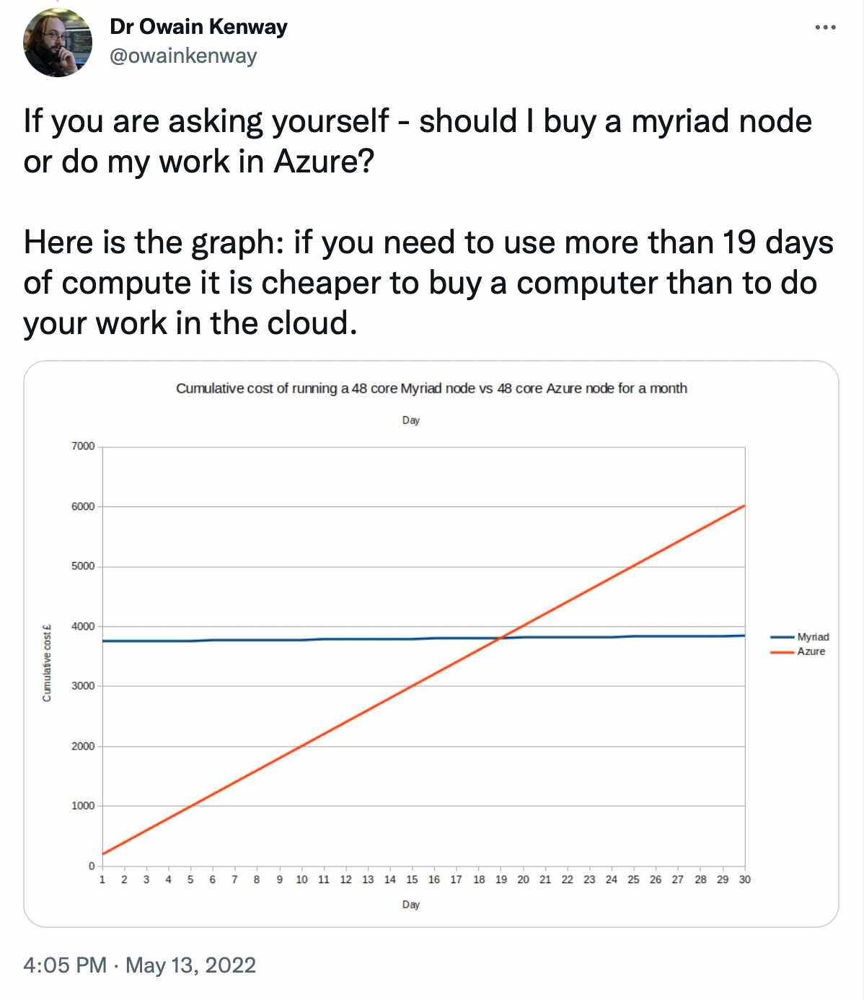 Dr Owain Kenway
@owainkenway
If you are asking yourself - should I buy a myriad node
or do my work in Azure?
Here is the graph: if you need to use more than 19 days
of compute it is cheaper to buy a computer than to do
your work in the cloud.
Cumulative cost of running a 48 core Myriad node vs 48 core Azure node for a month
Day
7000
6000
5000
4000
3000
2000
1000
0
Cumulative cost £
Myriad
Azure
1 2 3 4 5 6 7 8 9 10 11 12 13 14 15 16 17 18 19 20 21 22 23 24 25 26 27 28 29 30
Day
4:05 PM · May 13, 2022